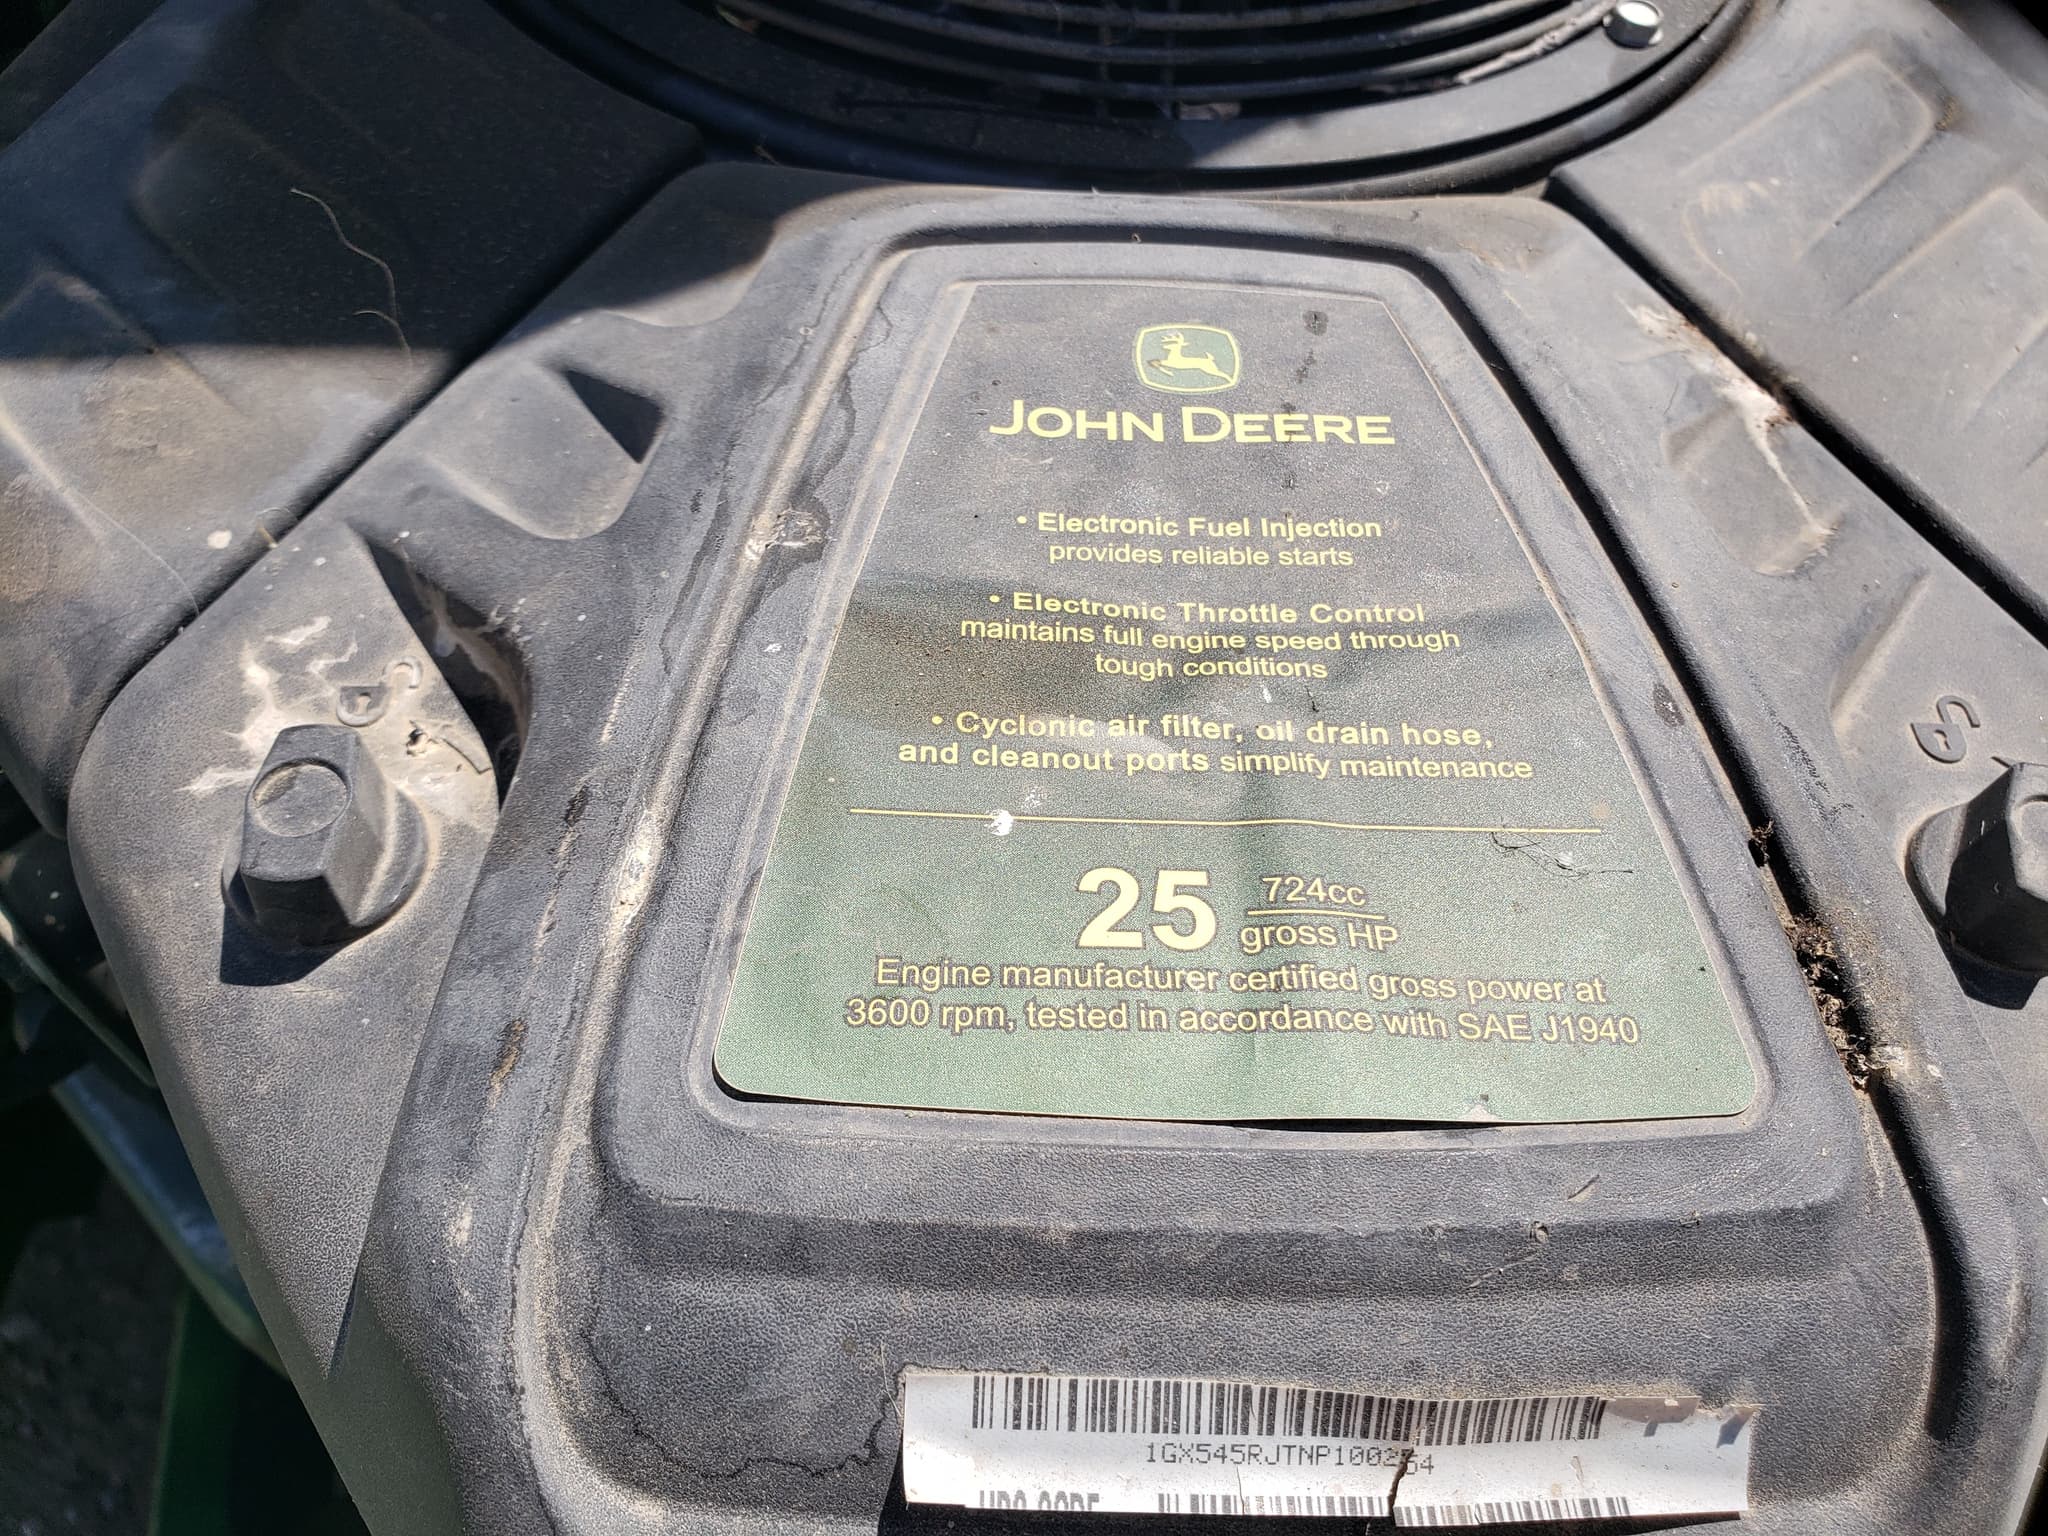 JOHN DEERE
• Electronic Fuel Injection
provides reliable starts
• Electronic Throttle Control
maintains full engine speed through
tough conditions
• Cyclonic air filter, oil drain hose,
and cleanout ports simplify maintenance
25 724cc
gross HP
Engine manufacturer certified gross power at
3600 rpm, tested in accordance with SAE J1940